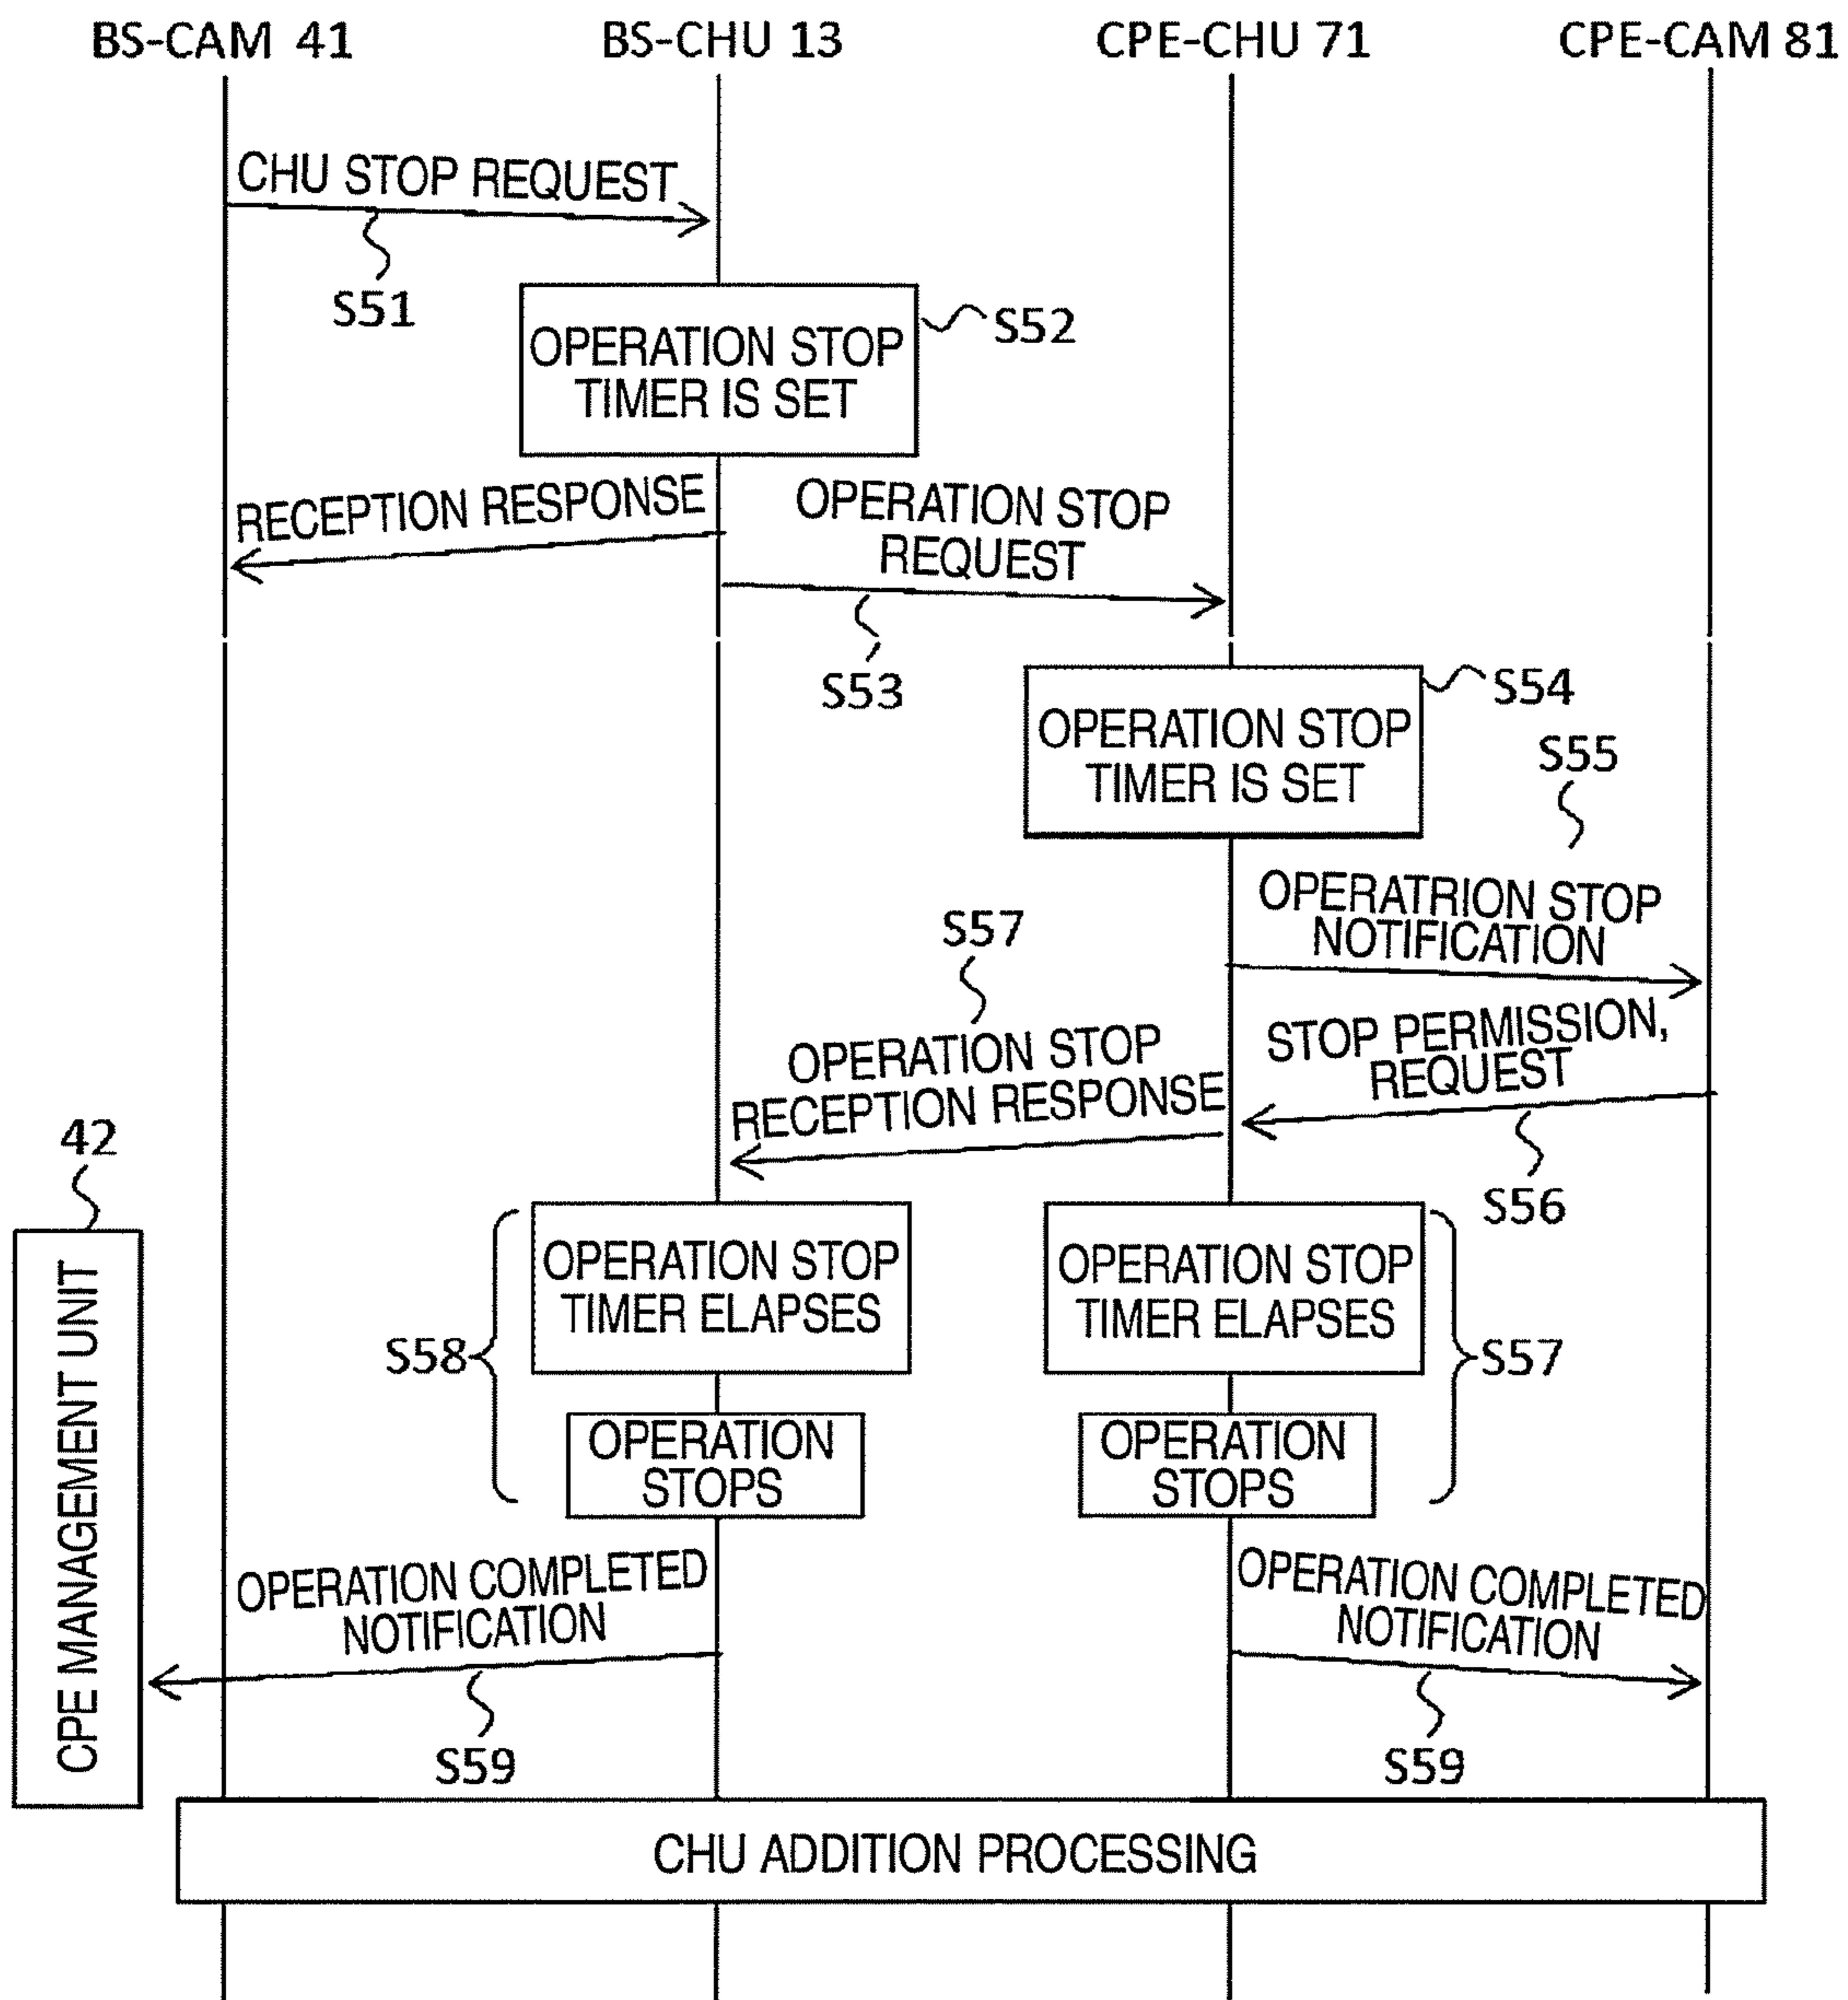 BS-CAM 41
BS-CHU 13
CPE-CHU 71
CPE-CAM 81
CHU STOP REQUEST
S51
OPERATION STOP
TIMER IS SET
S52
RECEPTION RESPONSE
OPERATION STOP
REQUEST
S53
OPERATION STOP
TIMER IS SET
S54
S55
OPERATRION STOP
NOTIFICATION
S57
OPERATION STOP
RECEPTION RESPONSE
STOP PERMISSION,
REQUEST
S56
42
CPE MANAGEMENT UNIT
OPERATION STOP
TIMER ELAPSES
OPERATION STOP
TIMER ELAPSES
S58
S57
OPERATION
STOPS
OPERATION
STOPS
OPERATION COMPLETED
NOTIFICATION
OPERATION COMPLETED
NOTIFICATION
S59
S59
CHU ADDITION PROCESSING